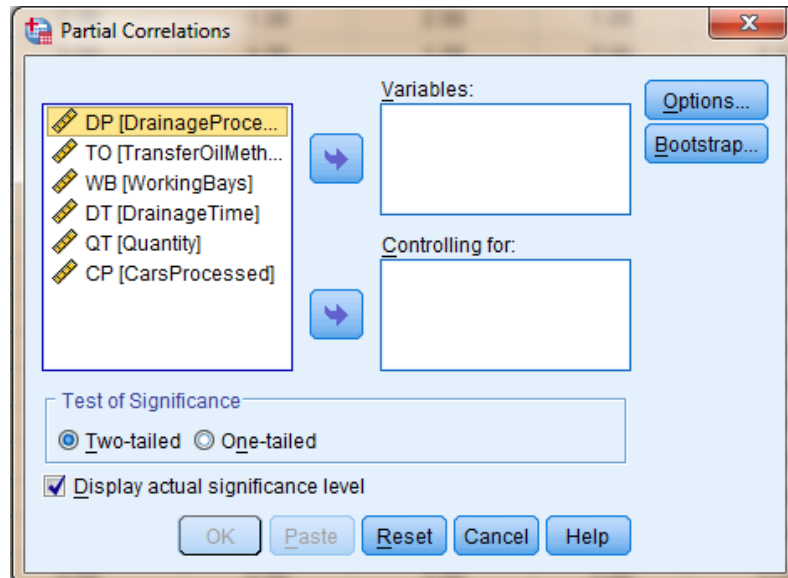 Partial Correlations
DP [DrainageProce...
TO [TransferOilMeth...
WB [WorkingBays]
DT [DrainageTime]
QT [Quantity]
CP [CarsProcessed]
Variables:
Controlling for:
Options...
Bootstrap...
Test of Significance
Two-tailed One-tailed
Display actual significance level
OK Paste Reset Cancel Help